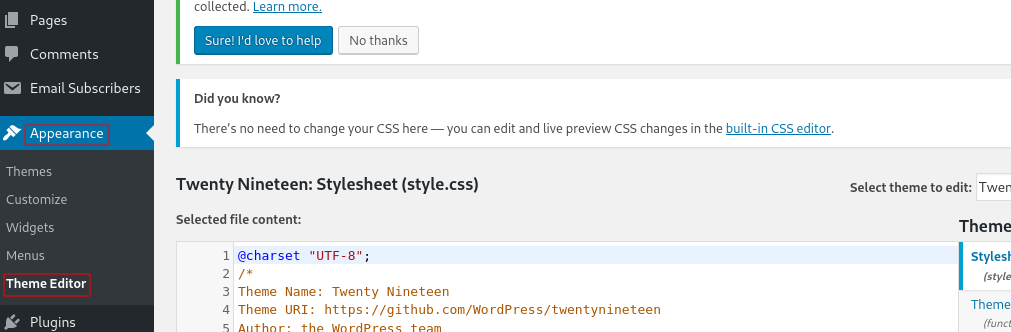 Pages
Comments
Email Subscribers
Appearance
Themes
Customize
Widgets
Menus
Theme Editor
Plugins
collected. Learn more.
Sure! I'd love to help
No thanks
Did you know?
There's no need to change your CSS here — you can edit and live preview CSS changes in the built-in CSS editor.
Twenty Nineteen: Stylesheet (style.css)
Select theme to edit: Twen
Selected file content:
1 @charset "UTF-8";
2 /*
3 Theme Name: Twenty Nineteen
4 Theme URI: https://github.com/WordPress/twentynineteen
5 Author: the WordPress team
Theme
Stylesh
(style
Theme
(funct